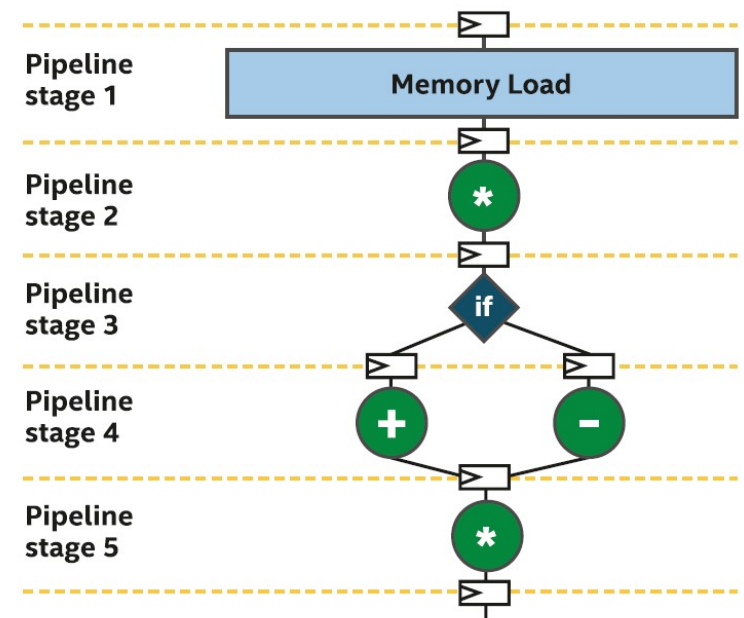 Pipeline
stage 1
Memory Load
Pipeline
stage 2
*
Pipeline
stage 3
if
Pipeline
stage 4
+
-
Pipeline
stage 5
*